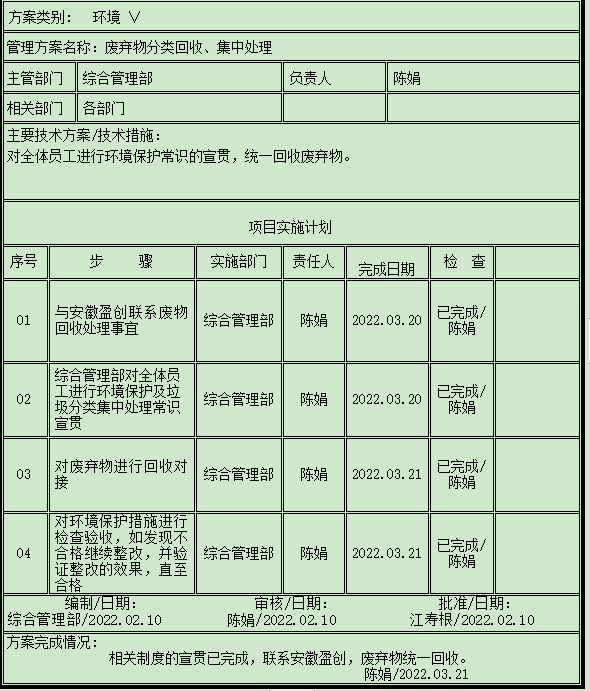 方案类别： 环境 √
管理方案名称：废弃物分类回收、集中处理
主管部门 综合管理部 负责人 陈娟
相关部门 各部门
主要技术方案/技术措施：
对全体员工进行环境保护常识的宣贯，统一回收废弃物。
项目实施计划
序号 步 骤 实施部门 责任人 完成日期 检 查
01
与安徽盈创联系废物
回收处理事宜
综合管理部 陈娟 2022.03.20
已完成/
陈娟
02
综合管理部对全体员
工进行环境保护及垃
圾分类集中处理常识
宣贯
综合管理部 陈娟 2022.03.20
已完成/
陈娟
03
对废弃物进行回收对
接
综合管理部 陈娟 2022.03.21
已完成/
陈娟
04
对环境保护措施进行
检查验收，如发现不
合格继续整改，并验
证整改的效果，直至
合格
综合管理部 陈娟 2022.03.21
已完成/
陈娟
编制/日期： 审核/日期： 批准/日期：
综合管理部/2022.02.10 陈娟/2022.02.10 江寿根/2022.02.10
方案完成情况：
相关制度的宣贯已完成，联系安徽盈创，废弃物统一回收。
陈娟/2022.03.21